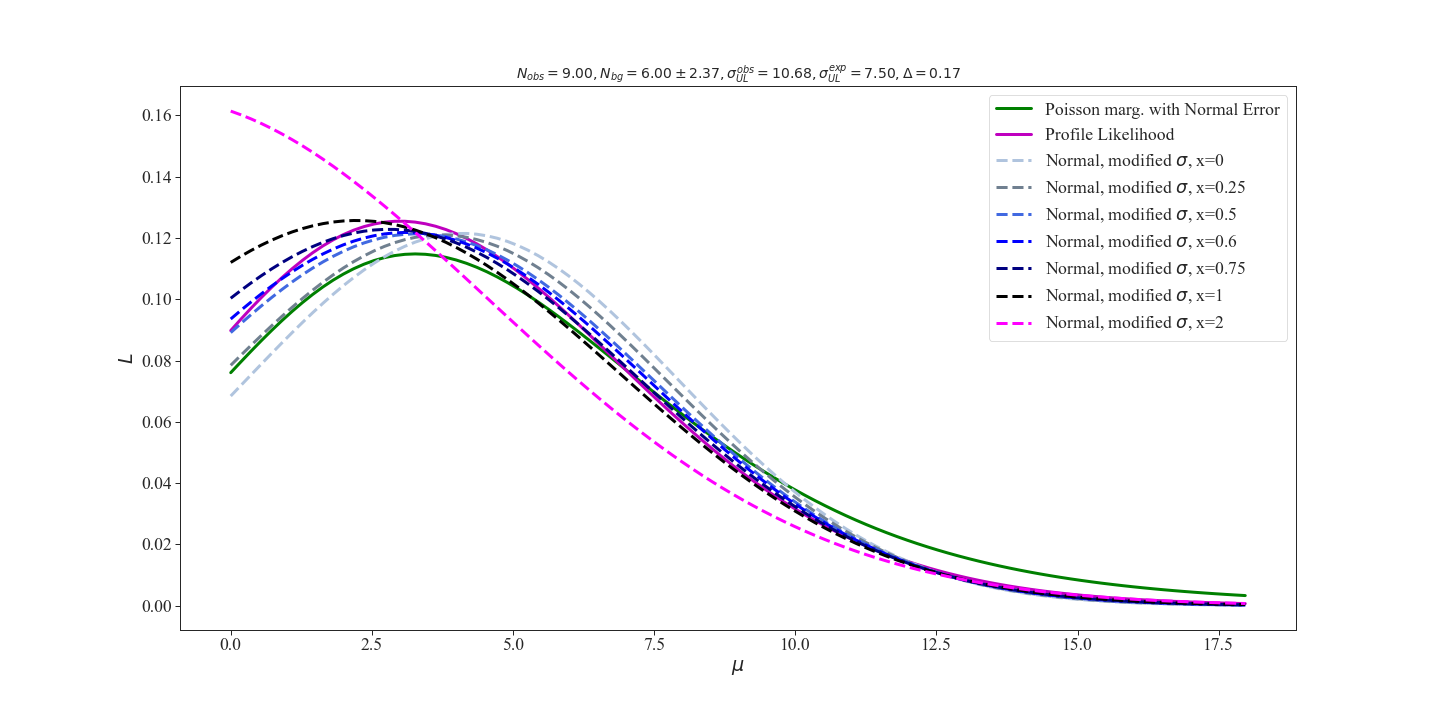 N_obs = 9.00, N_bg = 6.00 ± 2.37, σ_UL^obs = 10.68, σ_UL^exp = 7.50, Δ = 0.17
Poisson marg. with Normal Error
Profile Likelihood
Normal, modified σ, x=0
Normal, modified σ, x=0.25
Normal, modified σ, x=0.5
Normal, modified σ, x=0.6
Normal, modified σ, x=0.75
Normal, modified σ, x=1
Normal, modified σ, x=2
0.16
0.14
0.12
0.10
0.08
0.06
0.04
0.02
0.00
L
0.0 2.5 5.0 7.5 10.0 12.5 15.0 17.5
μ